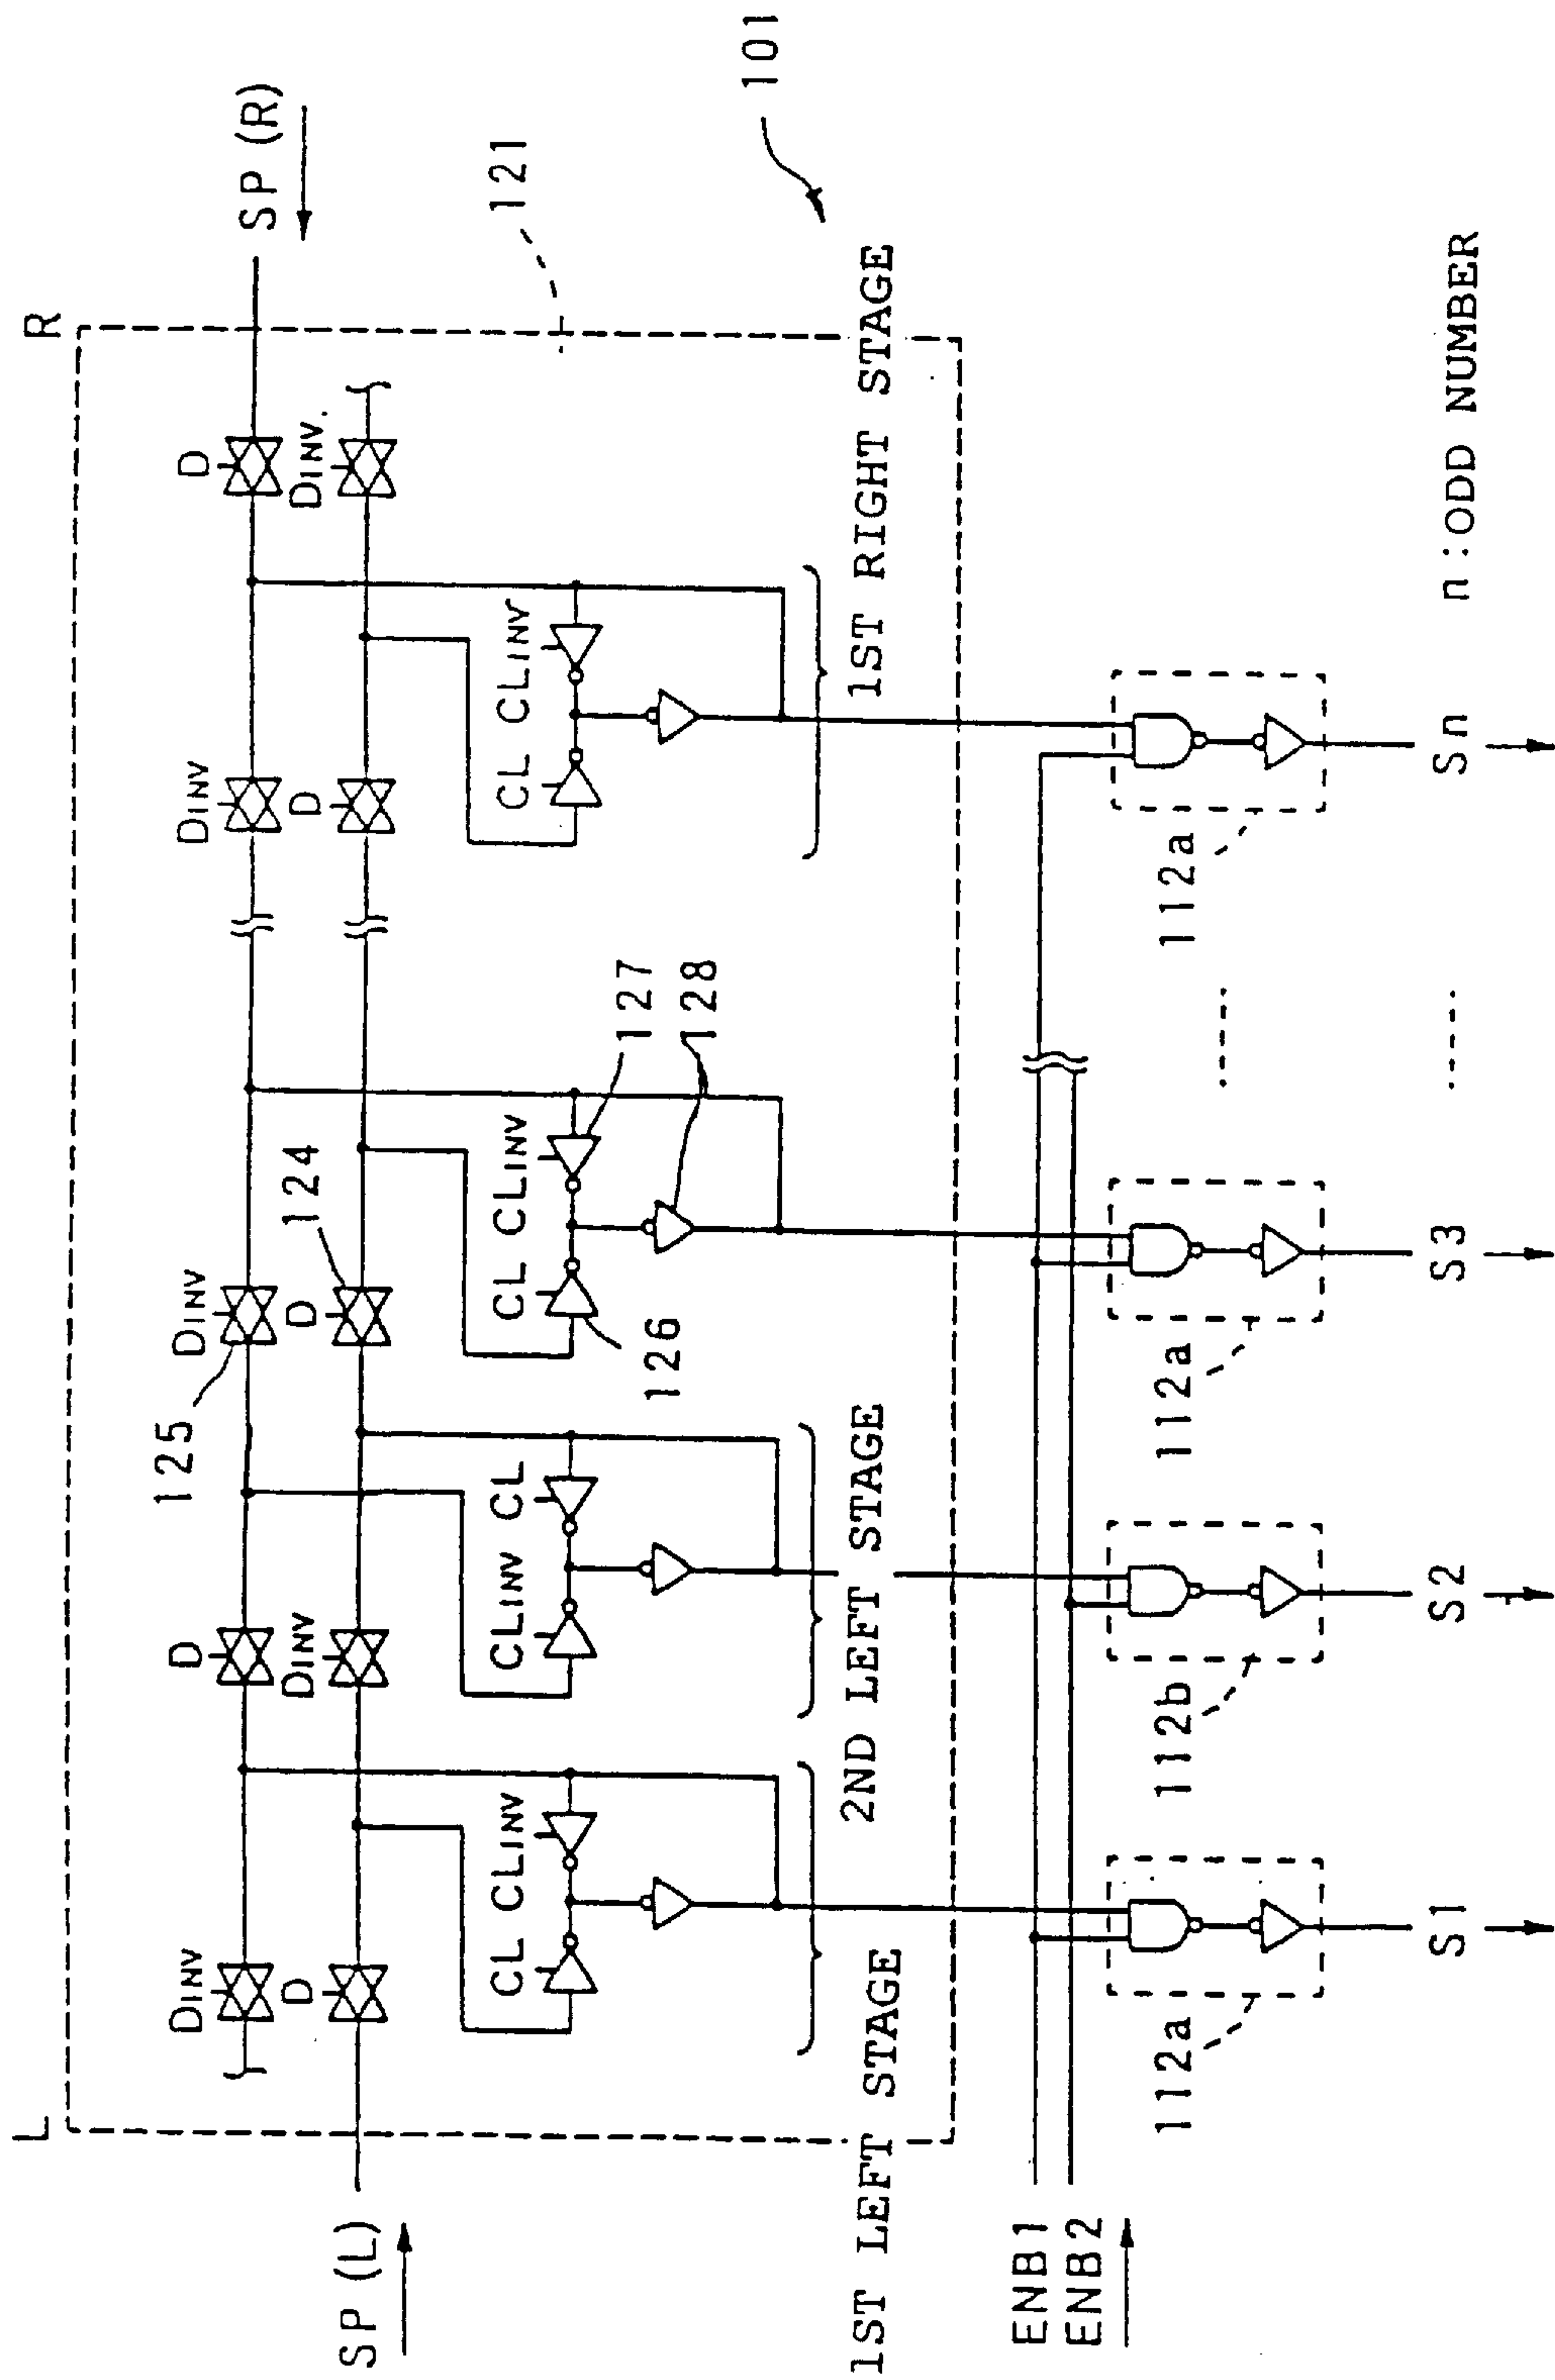 L
R
SP (R)
DINV
D
125
DINV
DINV
D
SP (L)
D
DINV
124
D
D
DINV.
CL CLINV
CLINV CL
CL CLINV
CL CLINV
126
127
128
121
101
1ST LEFT STAGE
2ND LEFT STAGE
1ST RIGHT STAGE
ENB1
ENB2
112a
112b
112a
112a
S1
S2
S3
Sn
n:ODD NUMBER